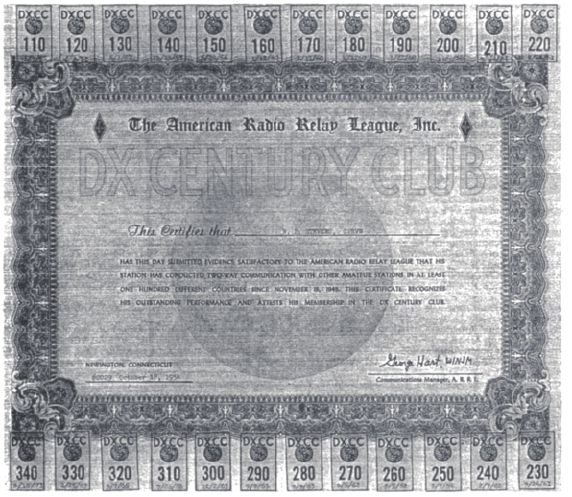 DXCC DXCC DXCC DXCC DXCC DXCC DXCC DXCC DXCC DXCC DXCC DXCC
110 120 130 140 150 160 170 180 190 200 210 220
The American Radio Relay League, Inc.
DX CENTURY CLUB
This Certifies that
HAS THIS DAY SUBMITTED EVIDENCE SATISFACTORY TO THE AMERICAN RADIO RELAY LEAGUE THAT HIS
STATION HAS CONDUCTED TWO-WAY COMMUNICATION WITH OTHER AMATEUR STATIONS IN AT LEAST
ONE HUNDRED DIFFERENT COUNTRIES SINCE NOVEMBER 15, 1945. THIS CERTIFICATE RECOGNIZES
HIS OUTSTANDING PERFORMANCE AND ATTESTS HIS MEMBERSHIP IN THE DX CENTURY CLUB.
NEWINGTON, CONNECTICUT
October
George Hart W1NJM
Communications Manager, A. R. R. L.
DXCC DXCC DXCC DXCC DXCC DXCC DXCC DXCC DXCC DXCC DXCC DXCC
340 330 320 310 300 290 280 270 260 250 240 230